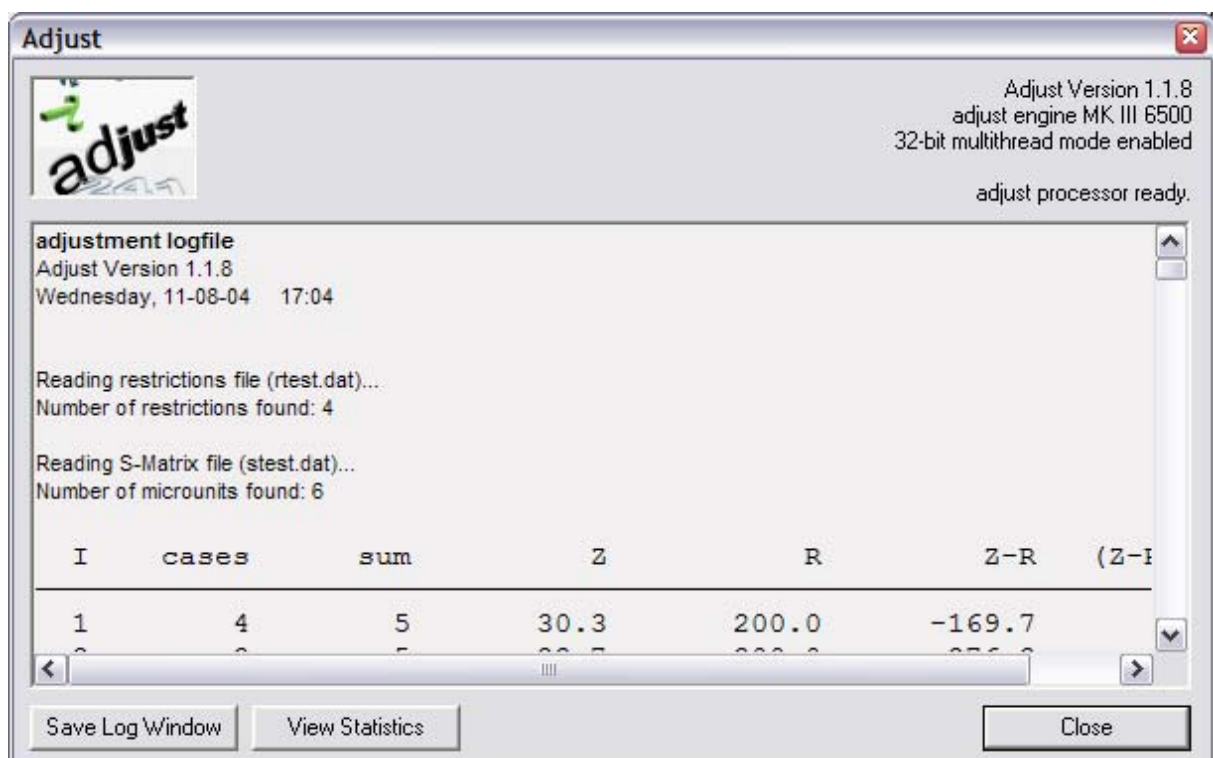 Adjust
adjust
Adjust Version 1.1.8
adjust engine MK III 6500
32-bit multithread mode enabled
adjust processor ready.
adjustment logfile
Adjust Version 1.1.8
Wednesday, 11-08-04 17:04
Reading restrictions file (rtest.dat)...
Number of restrictions found: 4
Reading S-Matrix file (stest.dat)...
Number of microunits found: 6
I cases sum Z R Z-R
1 4 5 30.3 200.0 -169.7
Save Log Window View Statistics Close